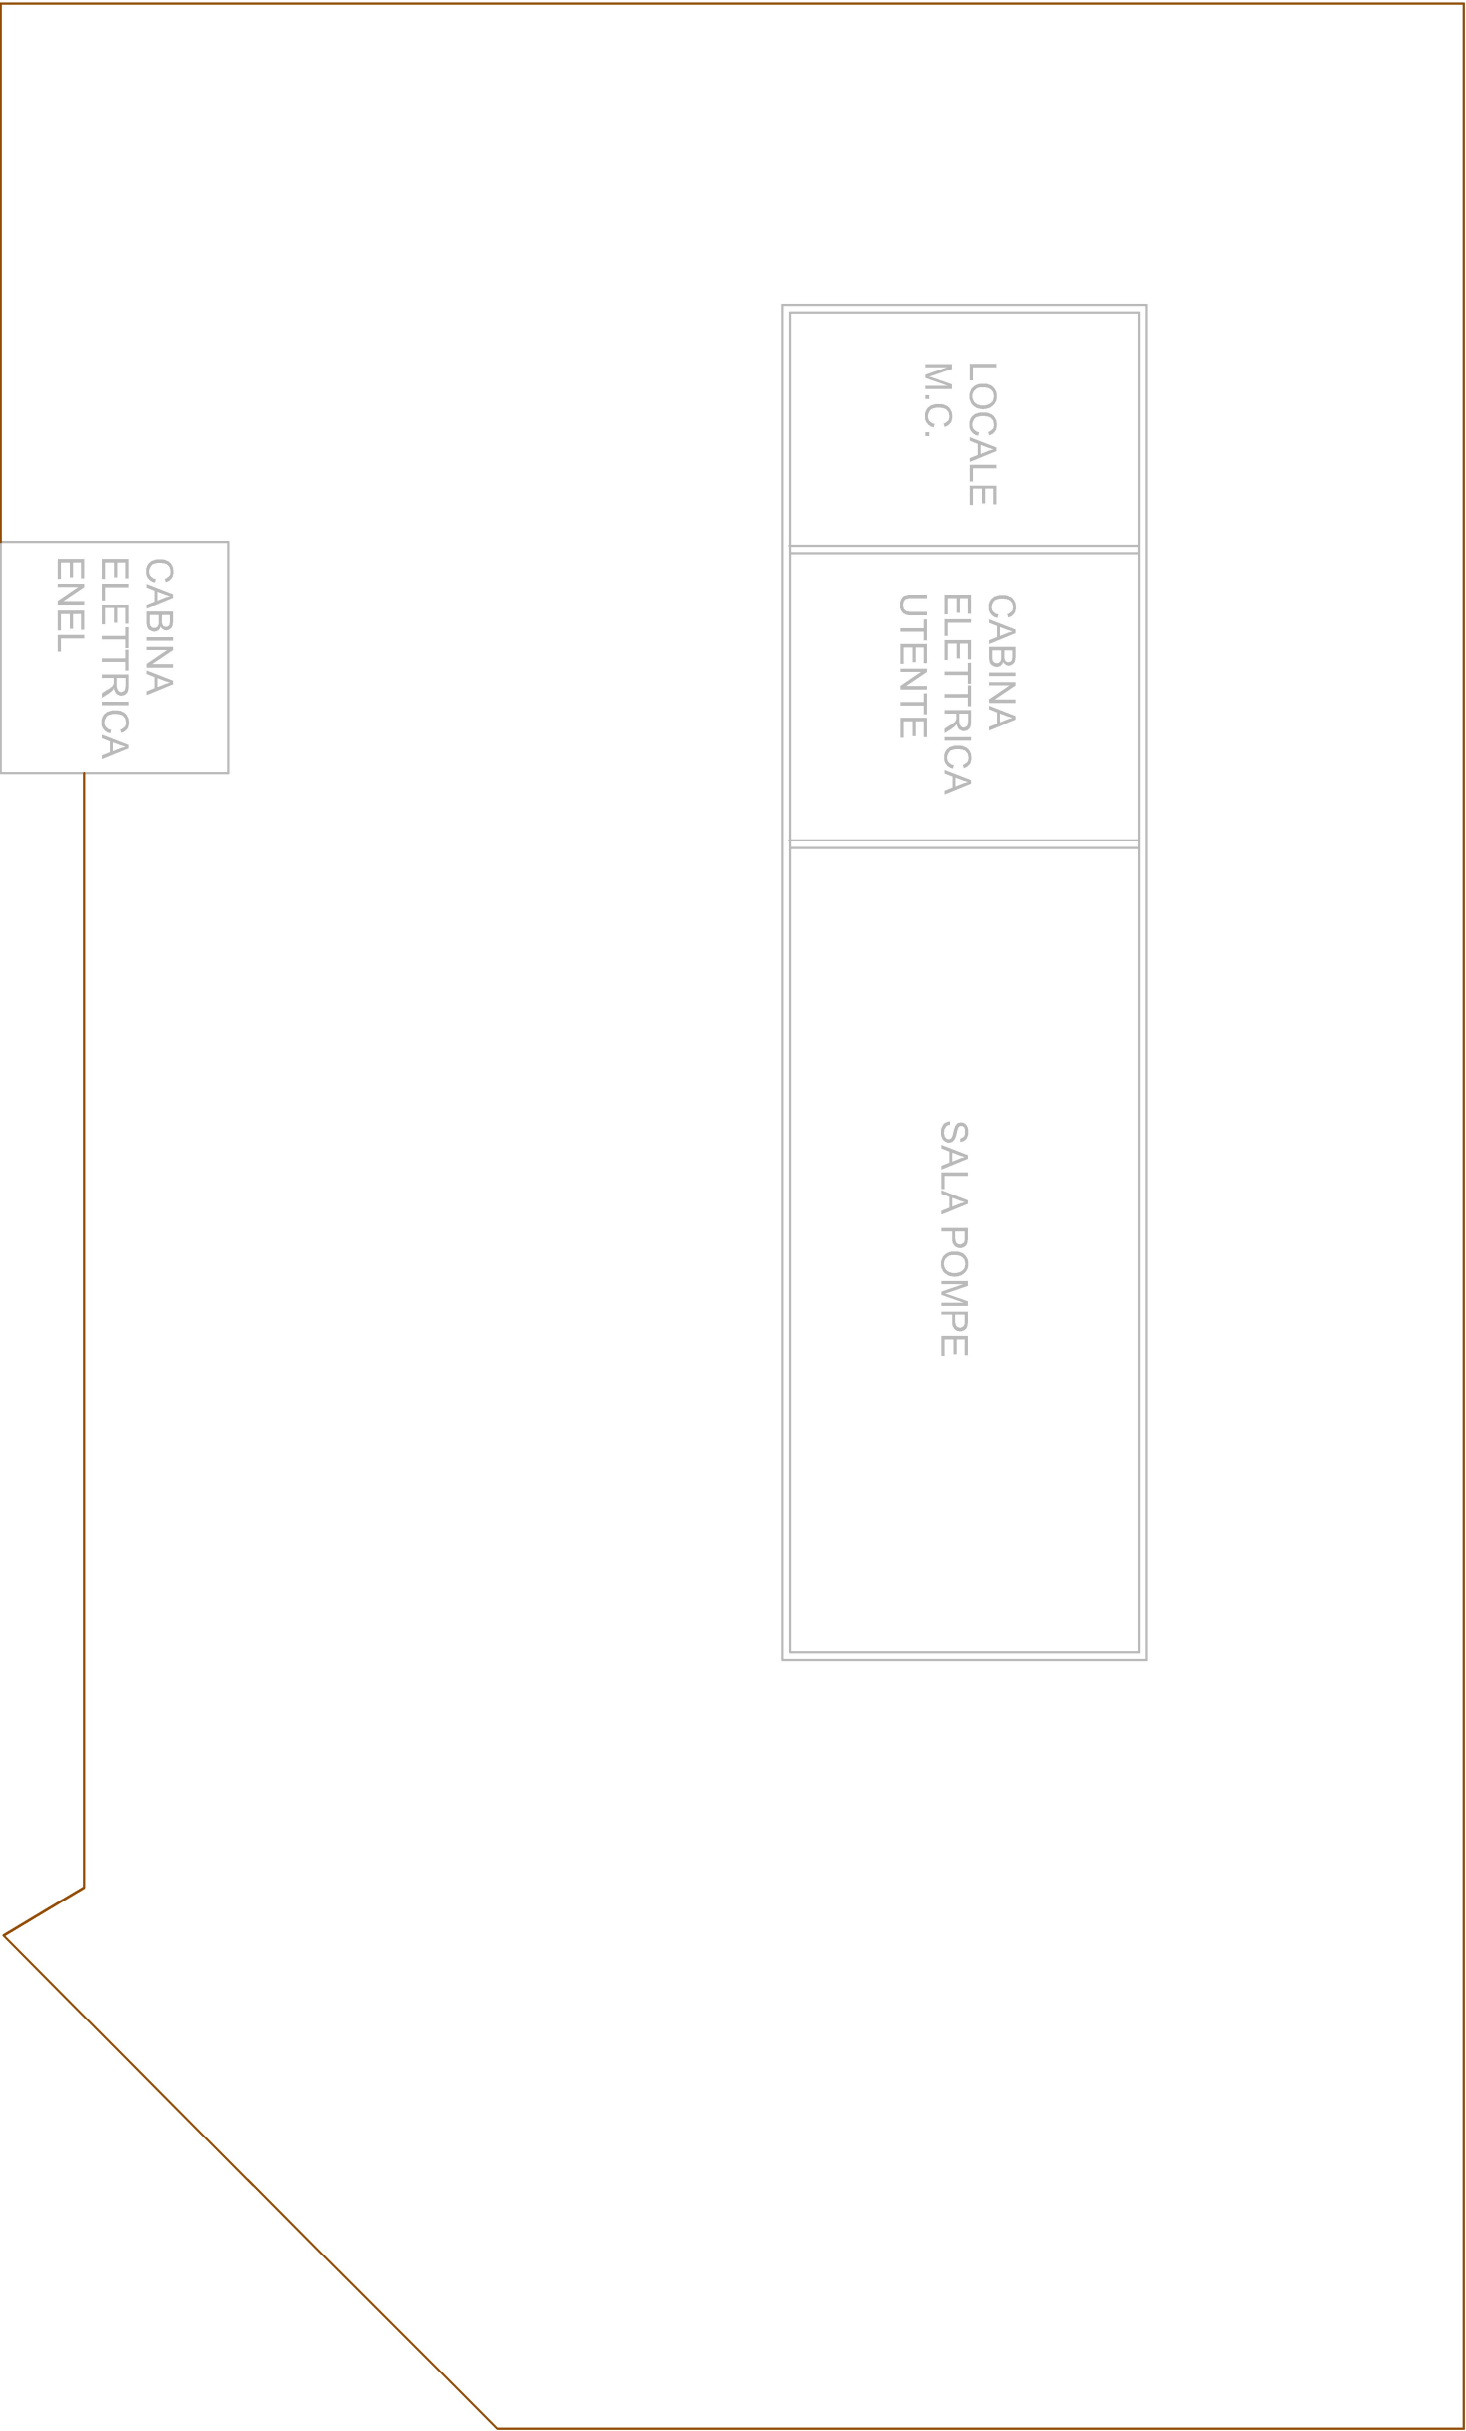 LOCALE
M.C.
CABINA
ELETTRICA
UTENTE
CABINA
ELETTRICA
ENEL
SALA POMPE